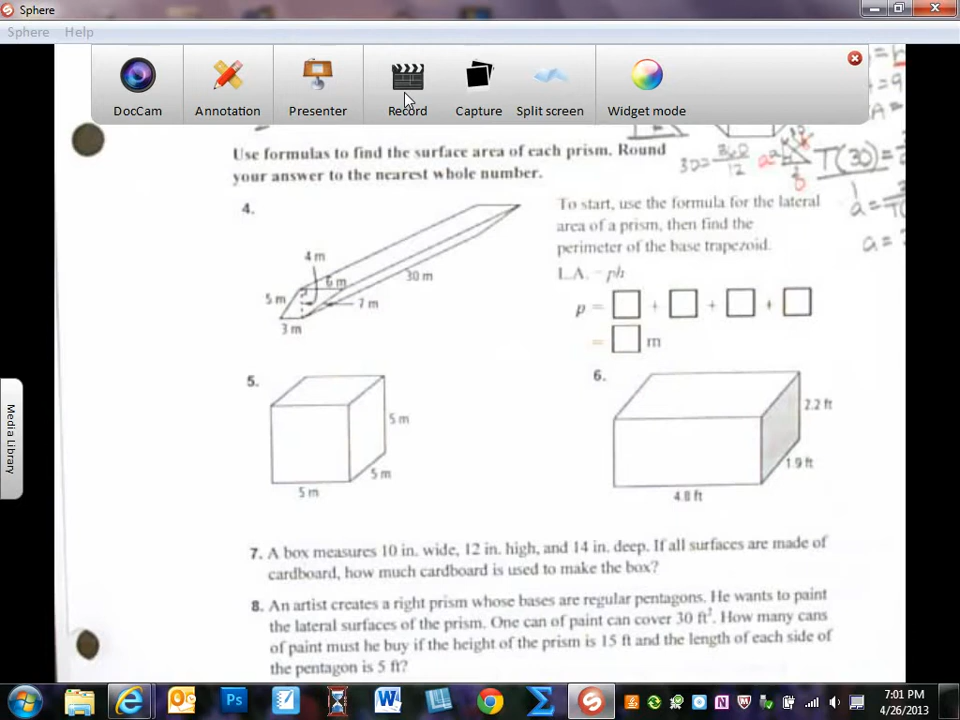 Sphere
Sphere Help
DocCam Annotation Presenter Record Capture Split screen Widget mode
Use formulas to find the surface area of each prism. Round
your answer to the nearest whole number.
30=360/12
T(30)=
a=
a=
4.
4 m
6 m
30 m
5 m
7 m
3 m
To start, use the formula for the lateral
area of a prism, then find the
perimeter of the base trapezoid.
L.A. = ph
p = □ + □ + □ + □
= □ m
5.
5 m
5 m
5 m
6.
2.2 ft
1.9 ft
4.8 ft
7. A box measures 10 in. wide, 12 in. high, and 14 in. deep. If all surfaces are made of
cardboard, how much cardboard is used to make the box?
8. An artist creates a right prism whose bases are regular pentagons. He wants to paint
the lateral surfaces of the prism. One can of paint can cover 30 ft². How many cans
of paint must he buy if the height of the prism is 15 ft and the length of each side of
the pentagon is 5 ft?
Media Library
7:01 PM
4/26/2013